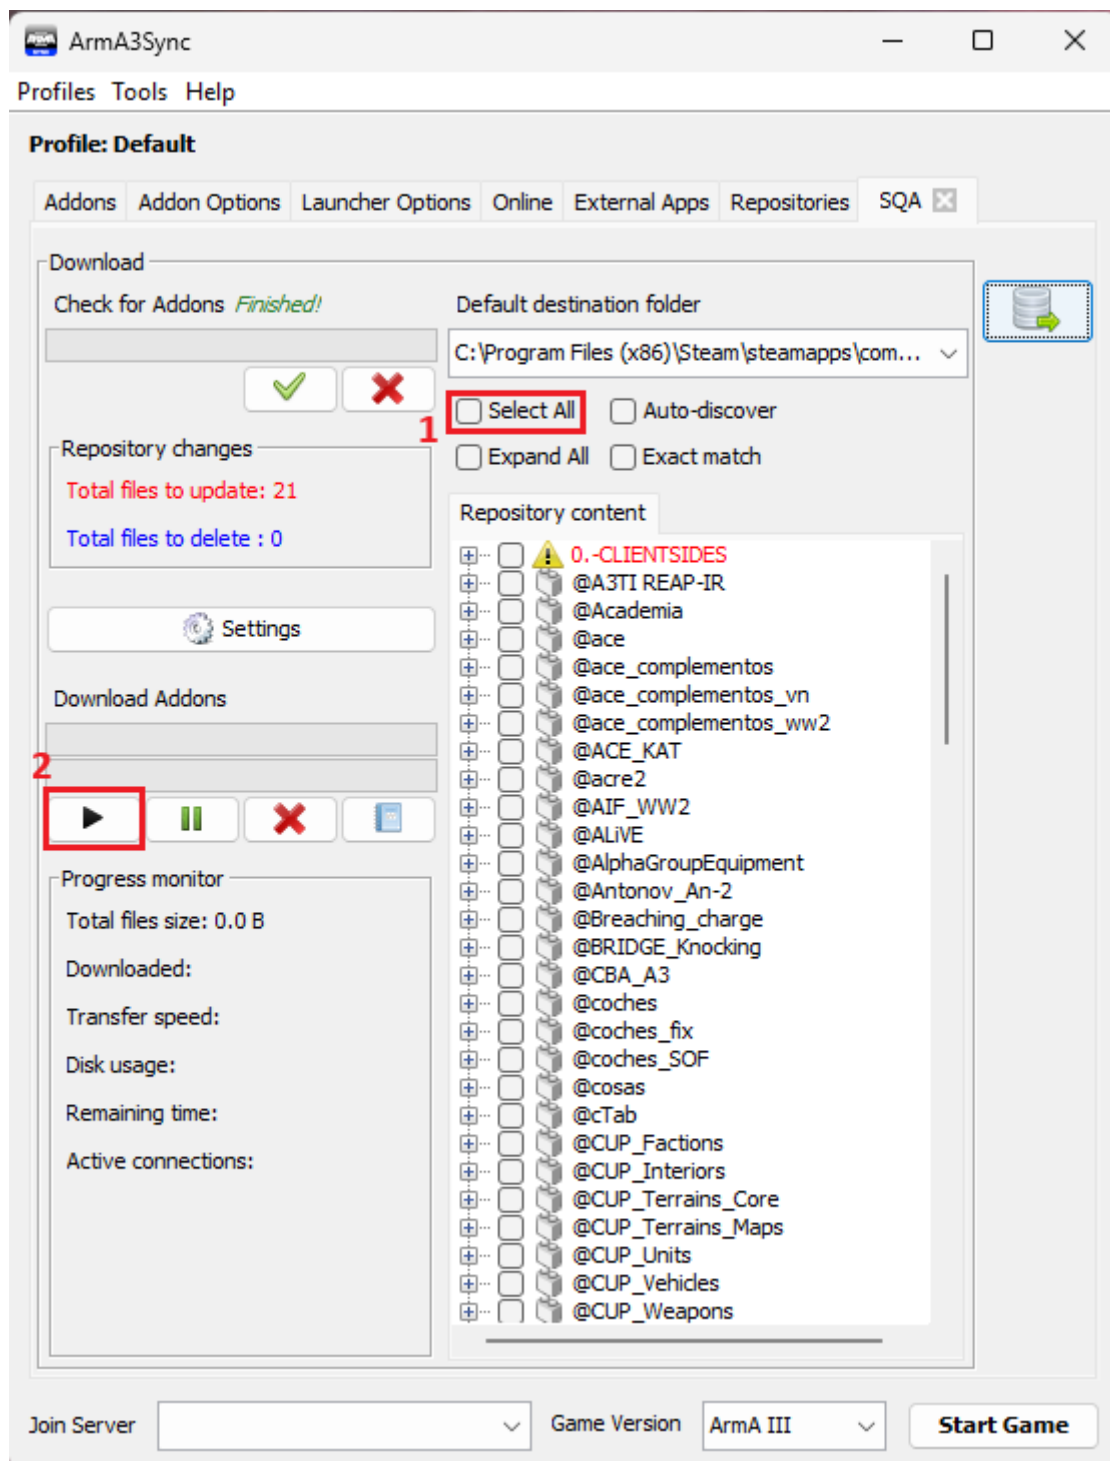 ArmA3Sync
Profiles Tools Help
Profile: Default
Addons Addon Options Launcher Options Online External Apps Repositories SQA
Download
Check for Addons Finished!
Default destination folder
C:\Program Files (x86)\Steam\steamapps\com...
1
Select All Auto-discover
Expand All Exact match
Repository changes
Total files to update: 21
Total files to delete : 0
Settings
Download Addons
2
Progress monitor
Total files size: 0.0 B
Downloaded:
Transfer speed:
Disk usage:
Remaining time:
Active connections:
Repository content
0.-CLIENTSIDES
@A3TI REAP-IR
@Academia
@ace
@ace_complementos
@ace_complementos_vn
@ace_complementos_ww2
@ACE_KAT
@acre2
@AIF_WW2
@ALiVE
@AlphaGroupEquipment
@Antonov_An-2
@Breaching_charge
@BRIDGE_Knocking
@CBA_A3
@coches
@coches_fix
@coches_SOF
@cosas
@cTab
@CUP_Factions
@CUP_Interiors
@CUP_Terrains_Core
@CUP_Terrains_Maps
@CUP_Units
@CUP_Vehicles
@CUP_Weapons
Join Server Game Version ArmA III Start Game